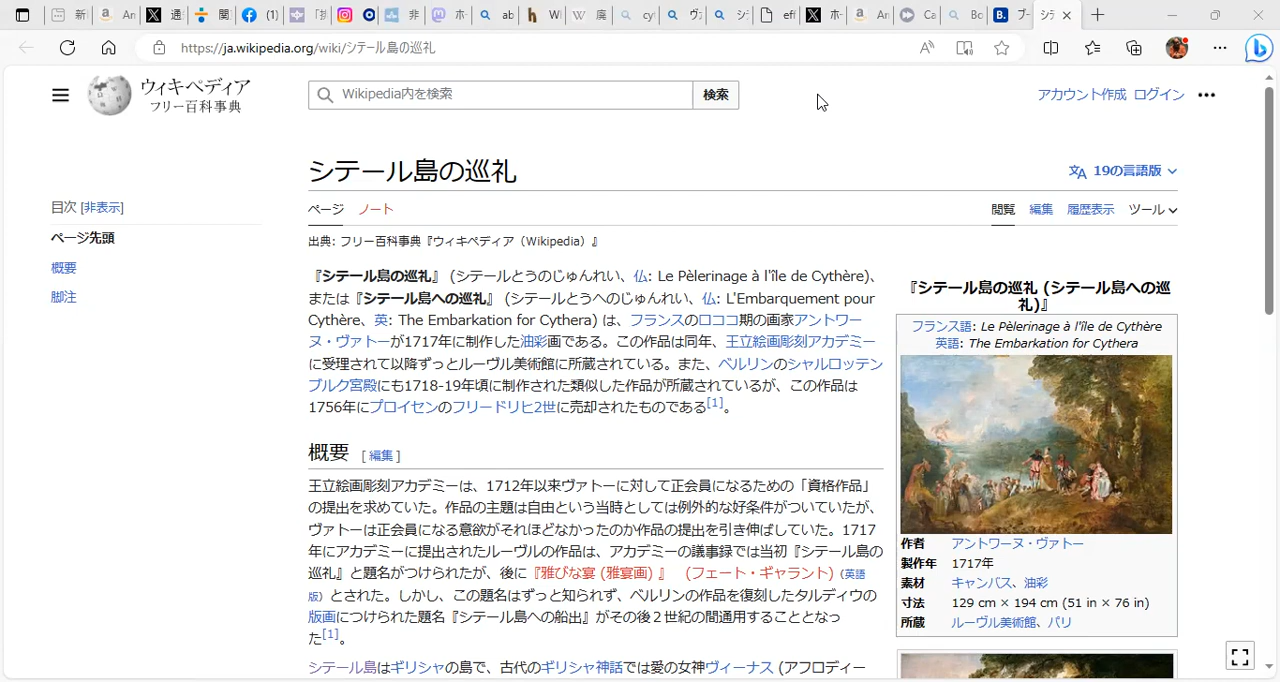 新
An
通
関
(1)
「扌
O
非
ホ
ab
h
Wi
W 廃
cyt
ヴ
シ
eff
X ホ
a An
Ca
Bo
B. ブ
シテ
https://ja.wikipedia.org/wiki/シテール島の巡礼
ウィキペディア
フリー百科事典
Wikipedia内を検索
検索
アカウント作成 ログイン
シテール島の巡礼
19の言語版
目次 [非表示]
ページ先頭
概要
脚注
ページ ノート
閲覧 編集 履歴表示 ツール
出典: フリー百科事典『ウィキペディア（Wikipedia）』
『シテール島の巡礼』 (シテールとうのじゅんれい、仏: Le Pèlerinage à l'île de Cythère)、
または『シテール島への巡礼』 (シテールとうへのじゅんれい、仏: L'Embarquement pour
Cythère、英: The Embarkation for Cythera) は、フランスのロココ期の画家アントワー
ヌ・ヴァトーが1717年に制作した油彩画である。この作品は同年、王立絵画彫刻アカデミー
に受理されて以降ずっとルーヴル美術館に所蔵されている。また、ベルリンのシャルロッテン
ブルク宮殿にも1718-19年頃に制作された類似した作品が所蔵されているが、この作品は
1756年にプロイセンのフリードリヒ2世に売却されたものである[1]。
概要 [ 編集 ]
王立絵画彫刻アカデミーは、1712年以来ヴァトーに対して正会員になるための「資格作品」
の提出を求めていた。作品の主題は自由という当時としては例外的な好条件がついていたが、
ヴァトーは正会員になる意欲がそれほどなかったのか作品の提出を引き伸ばしていた。1717
年にアカデミーに提出されたルーヴルの作品は、アカデミーの議事録では当初『シテール島の
巡礼』と題名がつけられたが、後に『雅びな宴 (雅宴画) 』 (フェート・ギャラント)（英語
版）とされた。しかし、この題名はずっと知られず、ベルリンの作品を復刻したタルディウの
版画につけられた題名『シテール島への船出』がその後２世紀の間通用することとなっ
た[1]。
シテール島はギリシャの島で、古代のギリシャ神話では愛の女神ヴィーナス (アフロディー
『シテール島の巡礼 (シテール島への巡
礼)』
フランス語: Le Pèlerinage à l'île de Cythère
英語: The Embarkation for Cythera
作者 アントワーヌ・ヴァトー
製作年 1717年
素材 キャンバス、油彩
寸法 129 cm × 194 cm (51 in × 76 in)
所蔵 ルーヴル美術館、パリ